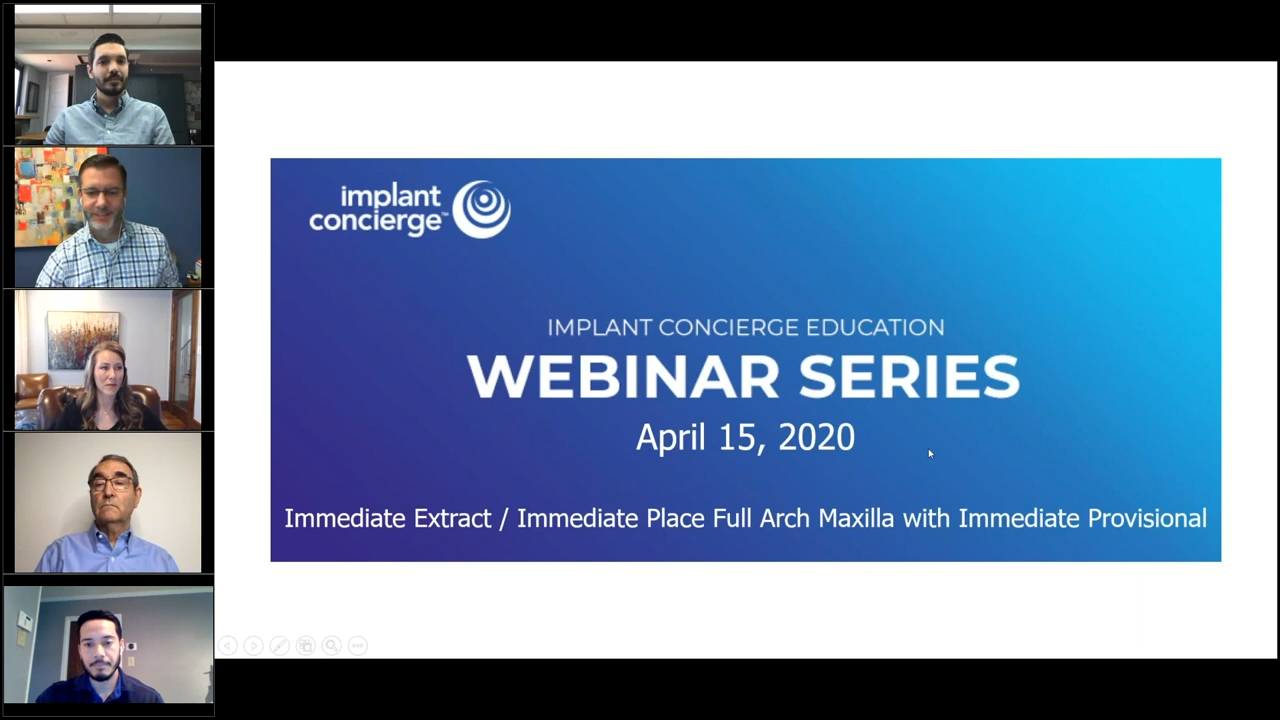 implant
concierge™
IMPLANT CONCIERGE EDUCATION
WEBINAR SERIES
April 15, 2020
Immediate Extract / Immediate Place Full Arch Maxilla with Immediate Provisional